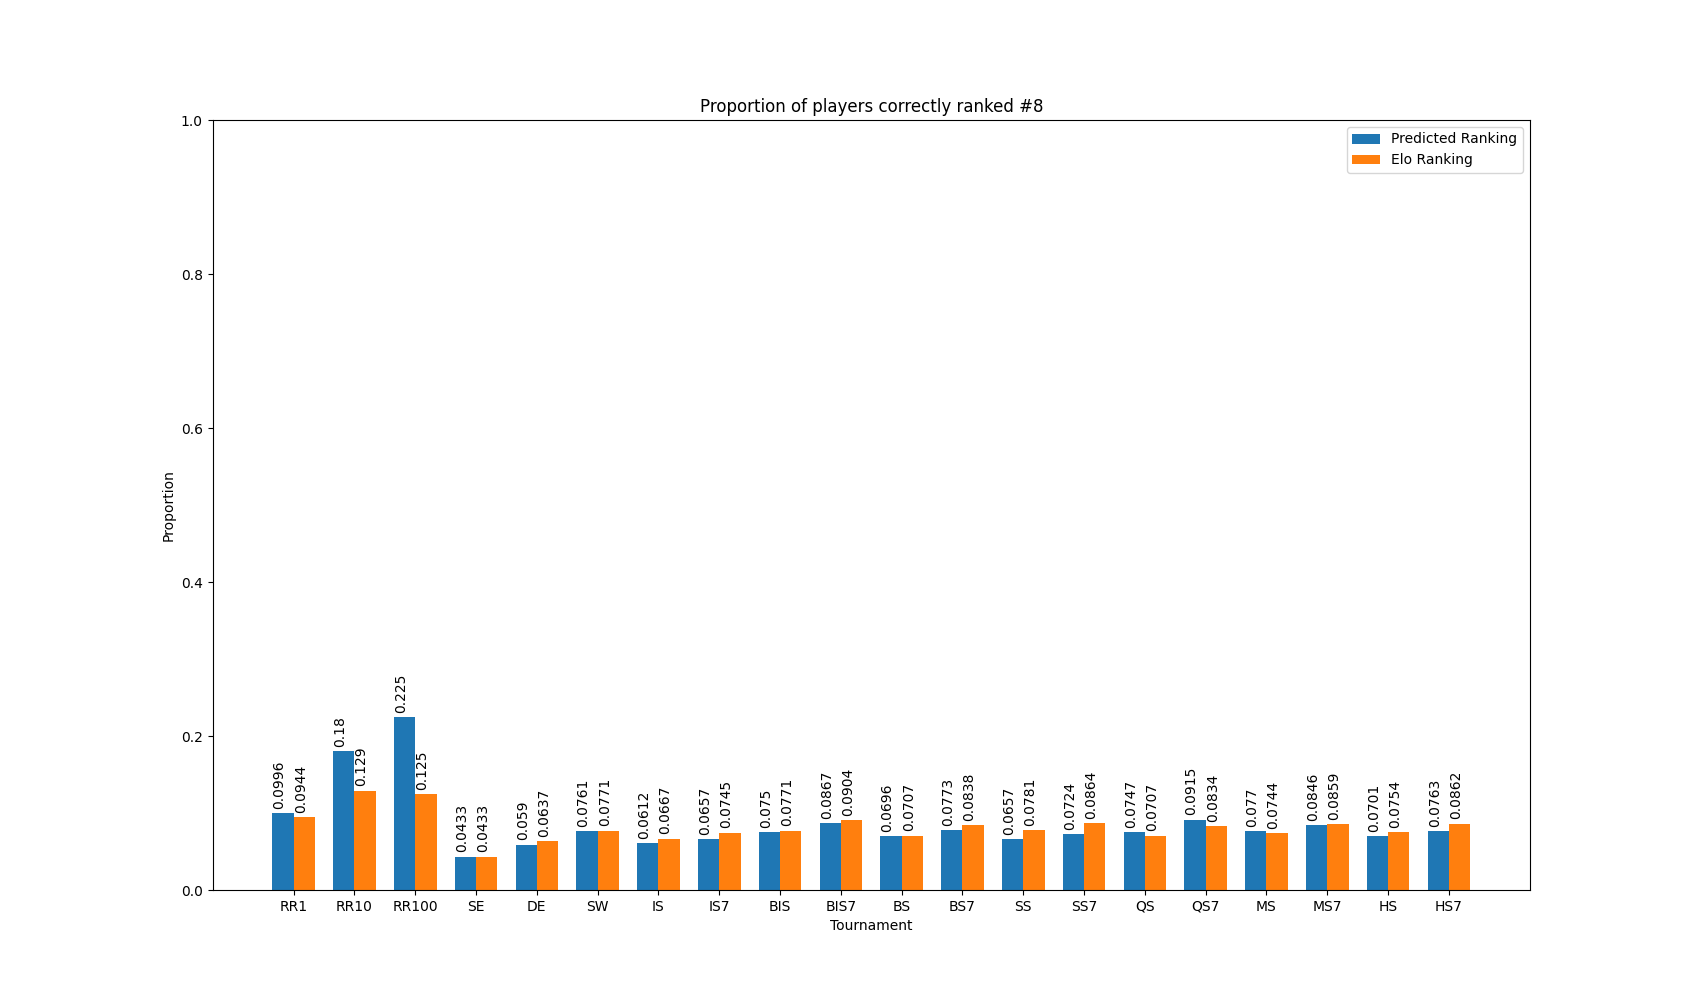 Proportion of players correctly ranked #8
Predicted Ranking
Elo Ranking
Proportion
1.0
0.8
0.6
0.4
0.2
0.0
0.0996 0.0944 0.18 0.129 0.225 0.125 0.0433 0.0433 0.059 0.0637 0.0761 0.0771 0.0612 0.0667 0.0657 0.0745 0.075 0.0771 0.0867 0.0904 0.0696 0.0707 0.0773 0.0838 0.0657 0.0781 0.0724 0.0864 0.0747 0.0707 0.0915 0.0834 0.077 0.0744 0.0846 0.0859 0.0701 0.0754 0.0763 0.0862
RR1 RR10 RR100 SE DE SW IS IS7 BIS BIS7 BS BS7 SS SS7 QS QS7 MS MS7 HS HS7
Tournament